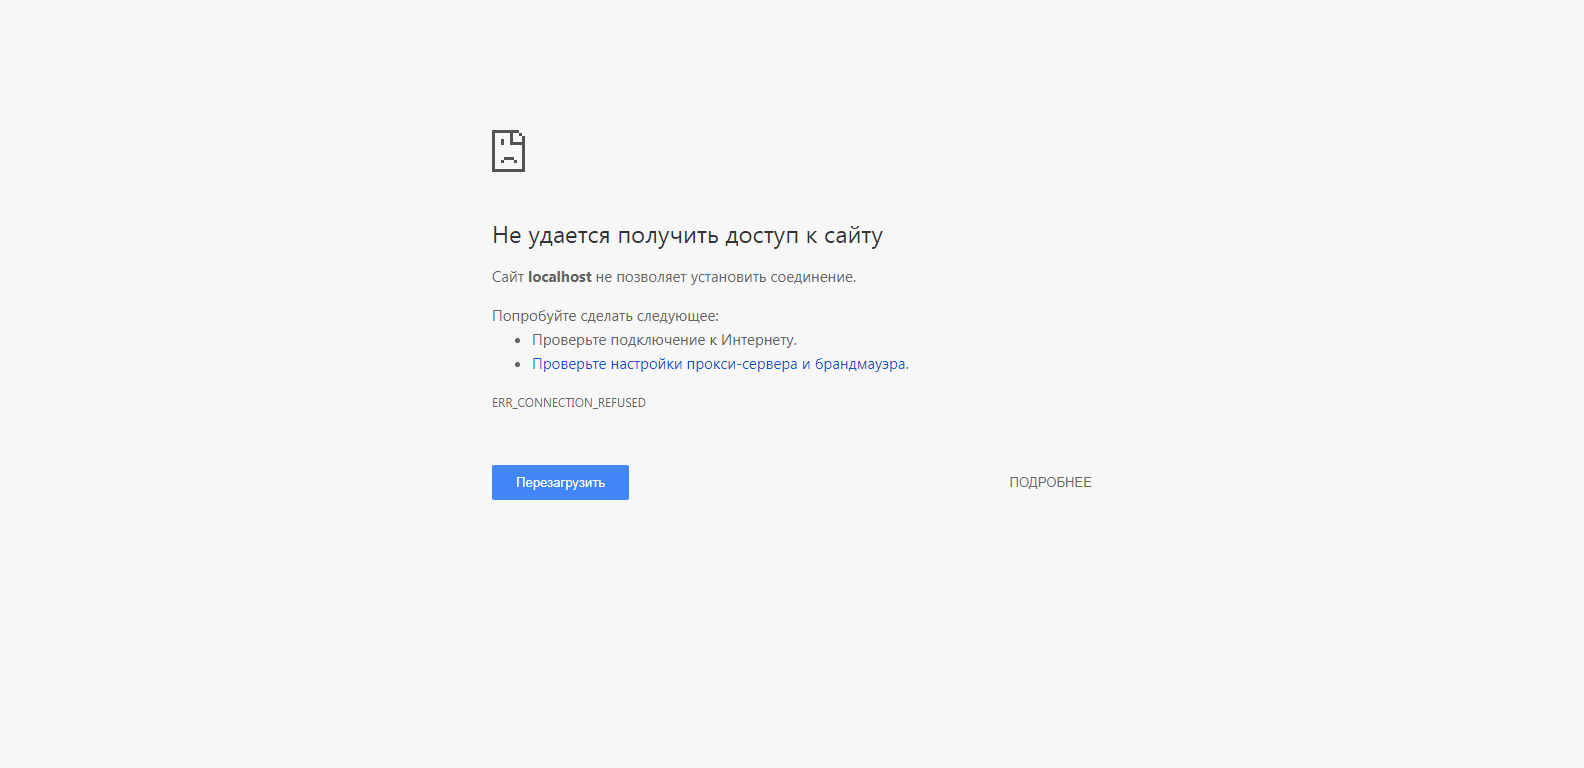 Не удается получить доступ к сайту
Сайт localhost не позволяет установить соединение.
Попробуйте сделать следующее:
Проверьте подключение к Интернету.
Проверьте настройки прокси-сервера и брандмауэра.
ERR_CONNECTION_REFUSED
Перезагрузить
ПОДРОБНЕЕ